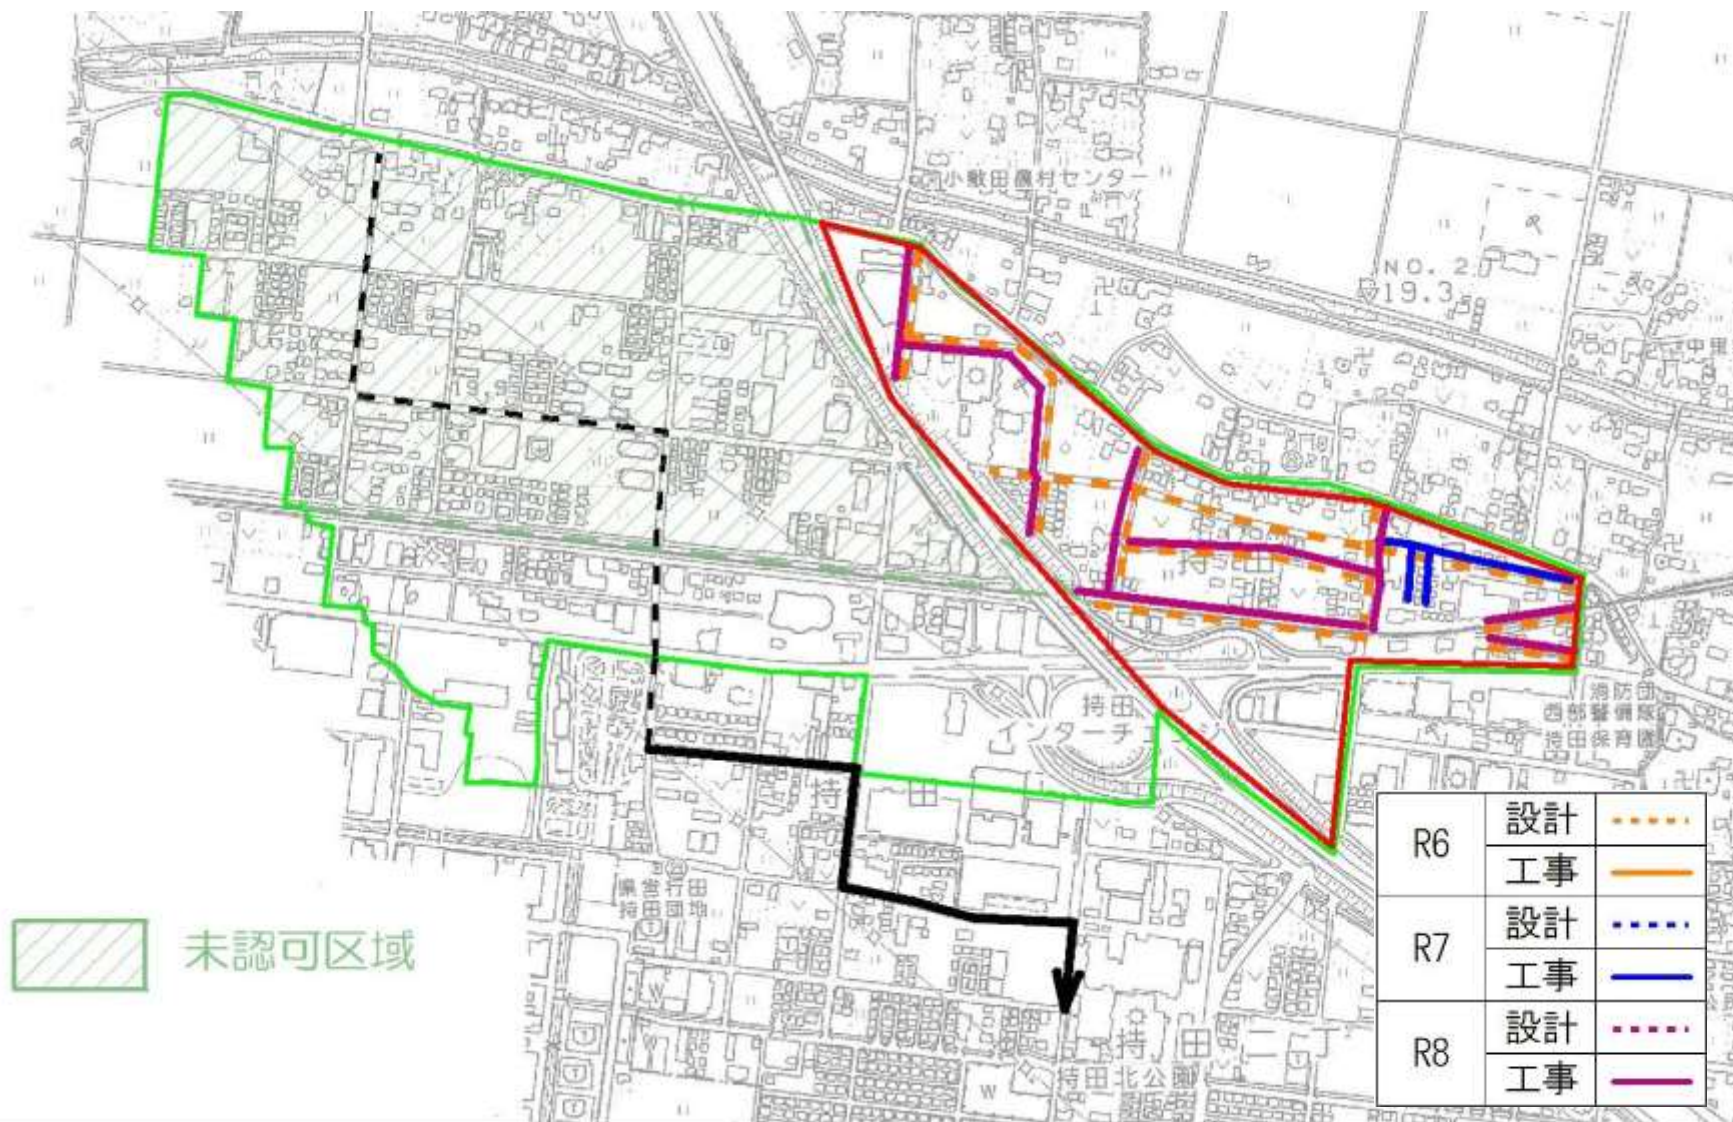 小敷田農村センター
NO.2
19.3
持田
持田
インターチェンジ
消防団
西部警備隊
持田保育園
持田
県営行田
持田団地
未認可区域
W
W
W
持田
持田北公園
R6 設計
工事
R7 設計
工事
R8 設計
工事